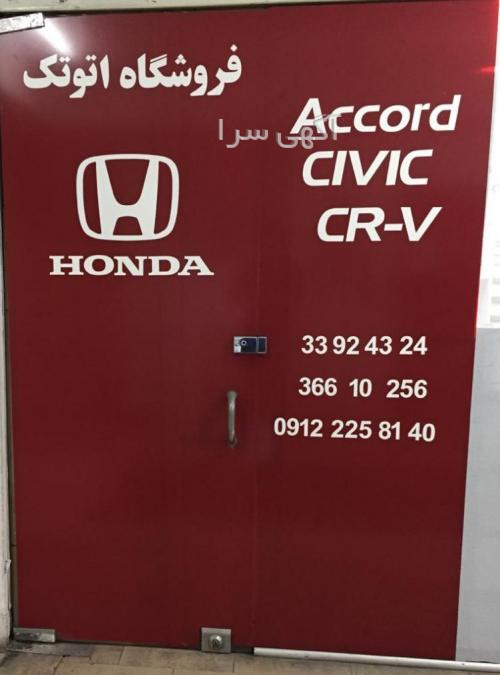 فروشگاه اتوتک
Accord
آگهی سرا
CIVIC
CR-V
HONDA
33 92 43 24
366 10 256
0912 225 81 40